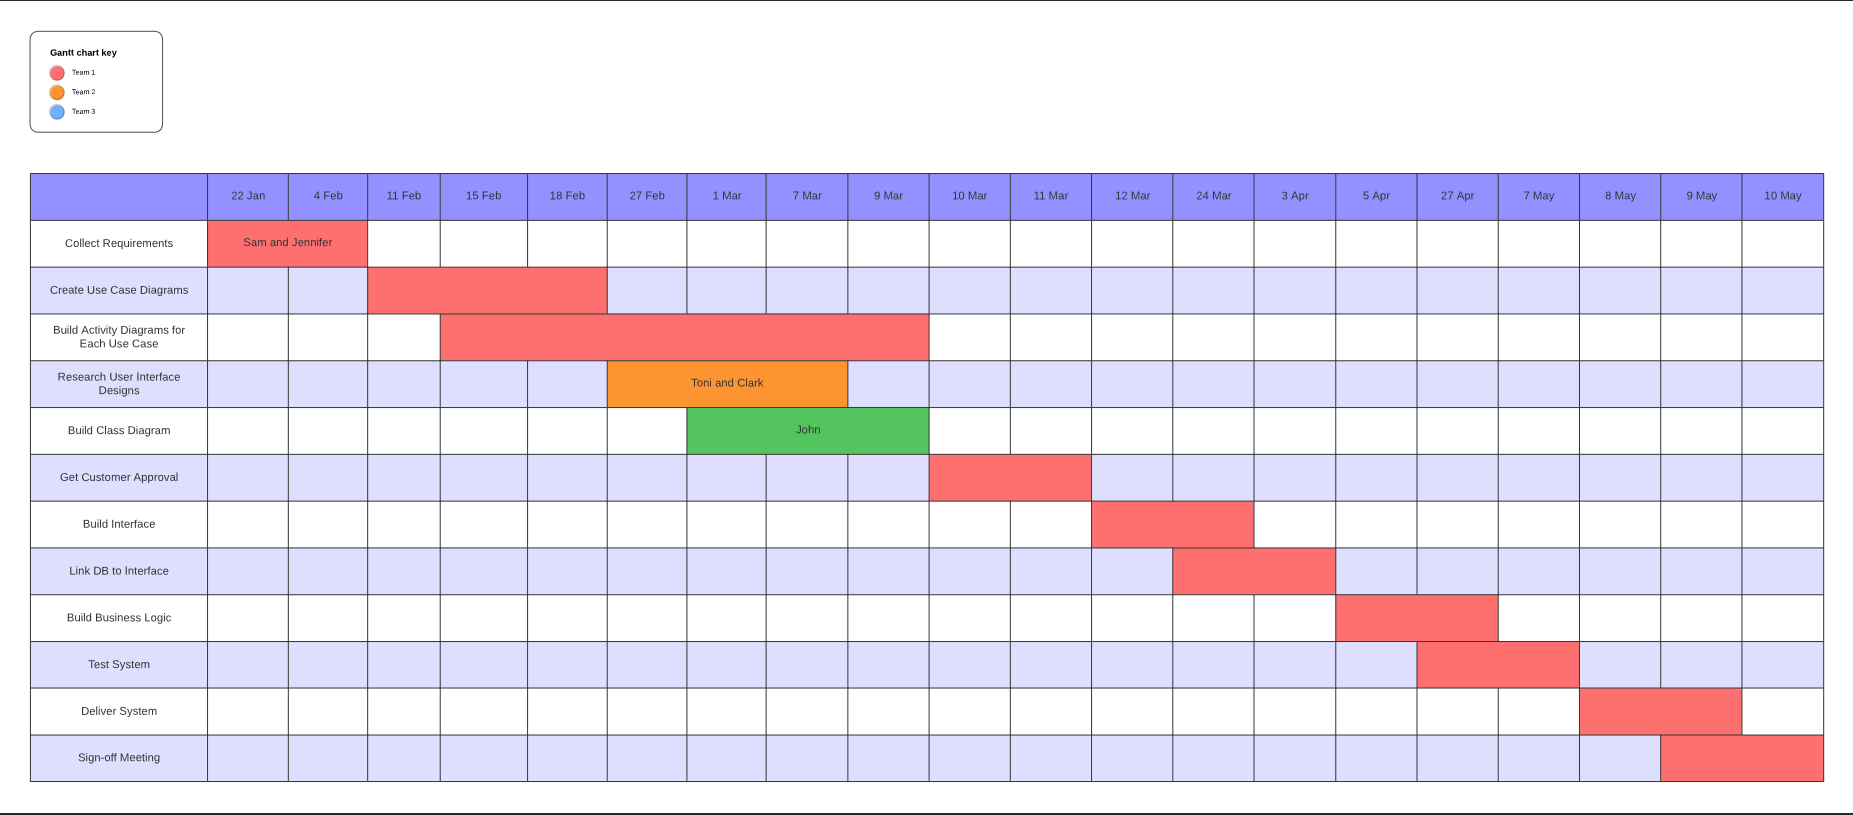 Gantt chart key
Team 1
Team 2
Team 3
22 Jan 4 Feb 11 Feb 15 Feb 18 Feb 27 Feb 1 Mar 7 Mar 9 Mar 10 Mar 11 Mar 12 Mar 24 Mar 3 Apr 5 Apr 27 Apr 7 May 8 May 9 May 10 May
Collect Requirements Sam and Jennifer
Create Use Case Diagrams
Build Activity Diagrams for
Each Use Case
Research User Interface
Designs
Toni and Clark
Build Class Diagram John
Get Customer Approval
Build Interface
Link DB to Interface
Build Business Logic
Test System
Deliver System
Sign-off Meeting